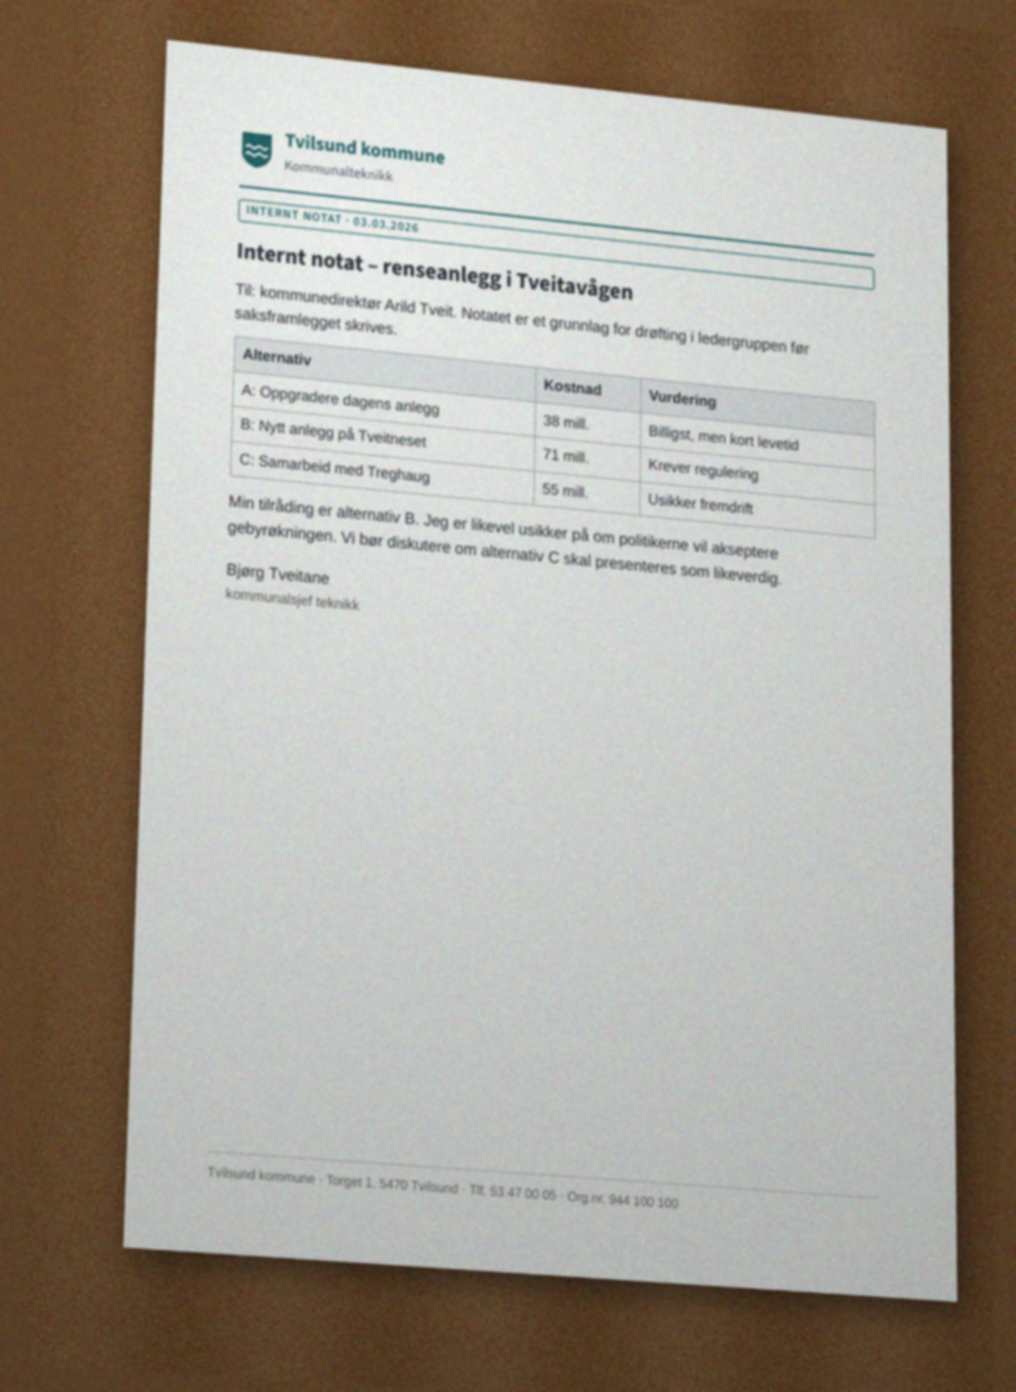 Tvilsund kommune
Kommunalteknikk
INTERNT NOTAT · 03.03.2026
Internt notat – renseanlegg i Tveitavågen
Til: kommunedirektør Arild Tveit. Notatet er et grunnlag for drøfting i ledergruppen før
saksframlegget skrives.
Alternativ Kostnad Vurdering
A: Oppgradere dagens anlegg 38 mill. Billigst, men kort levetid
B: Nytt anlegg på Tveitneset 71 mill. Krever regulering
C: Samarbeid med Treghaug 55 mill. Usikker fremdrift
Min tilråding er alternativ B. Jeg er likevel usikker på om politikerne vil akseptere
gebyrøkningen. Vi bør diskutere om alternativ C skal presenteres som likeverdig.
Bjørg Tveitane
kommunalsjef teknikk
Tvilsund kommune · Torget 1, 5470 Tvilsund · Tlf. 53 47 00 05 · Org.nr. 944 100 100